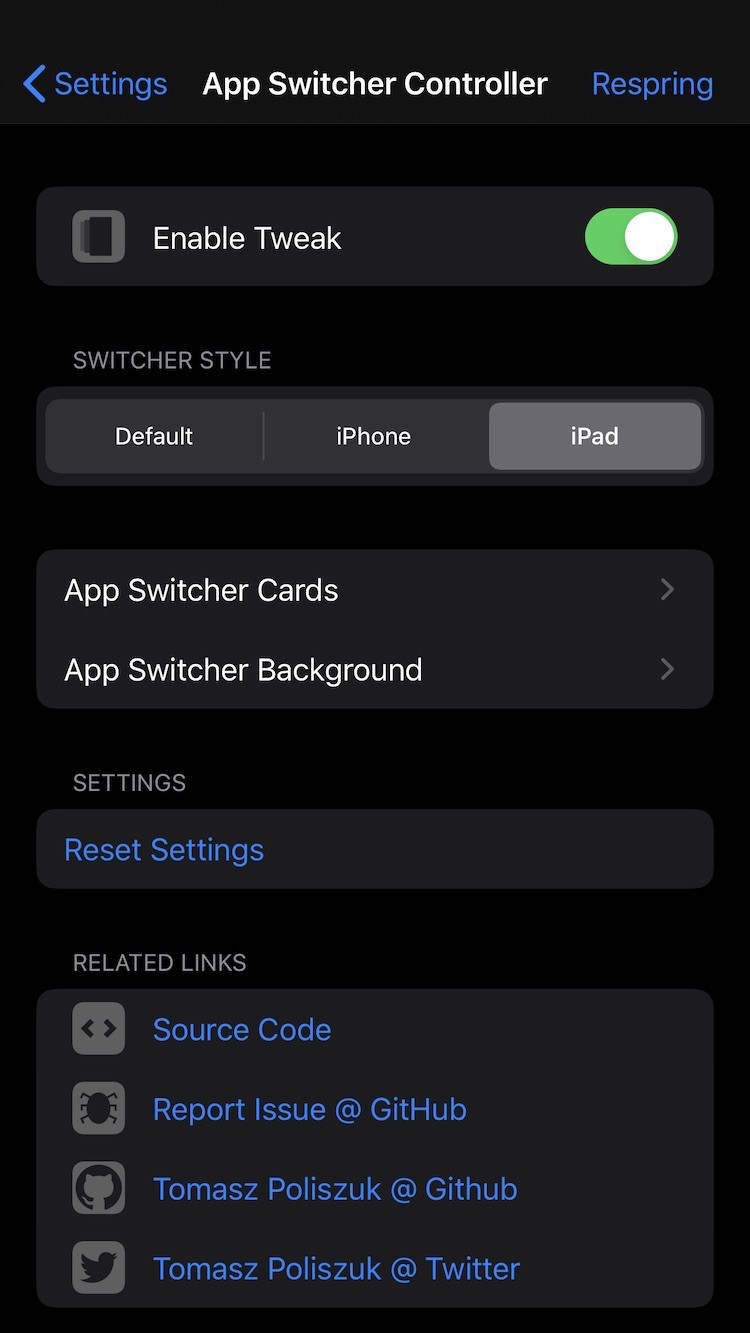 Settings App Switcher Controller Respring
Enable Tweak
SWITCHER STYLE
Default iPhone iPad
App Switcher Cards
App Switcher Background
SETTINGS
Reset Settings
RELATED LINKS
Source Code
Report Issue @ GitHub
Tomasz Poliszuk @ Github
Tomasz Poliszuk @ Twitter